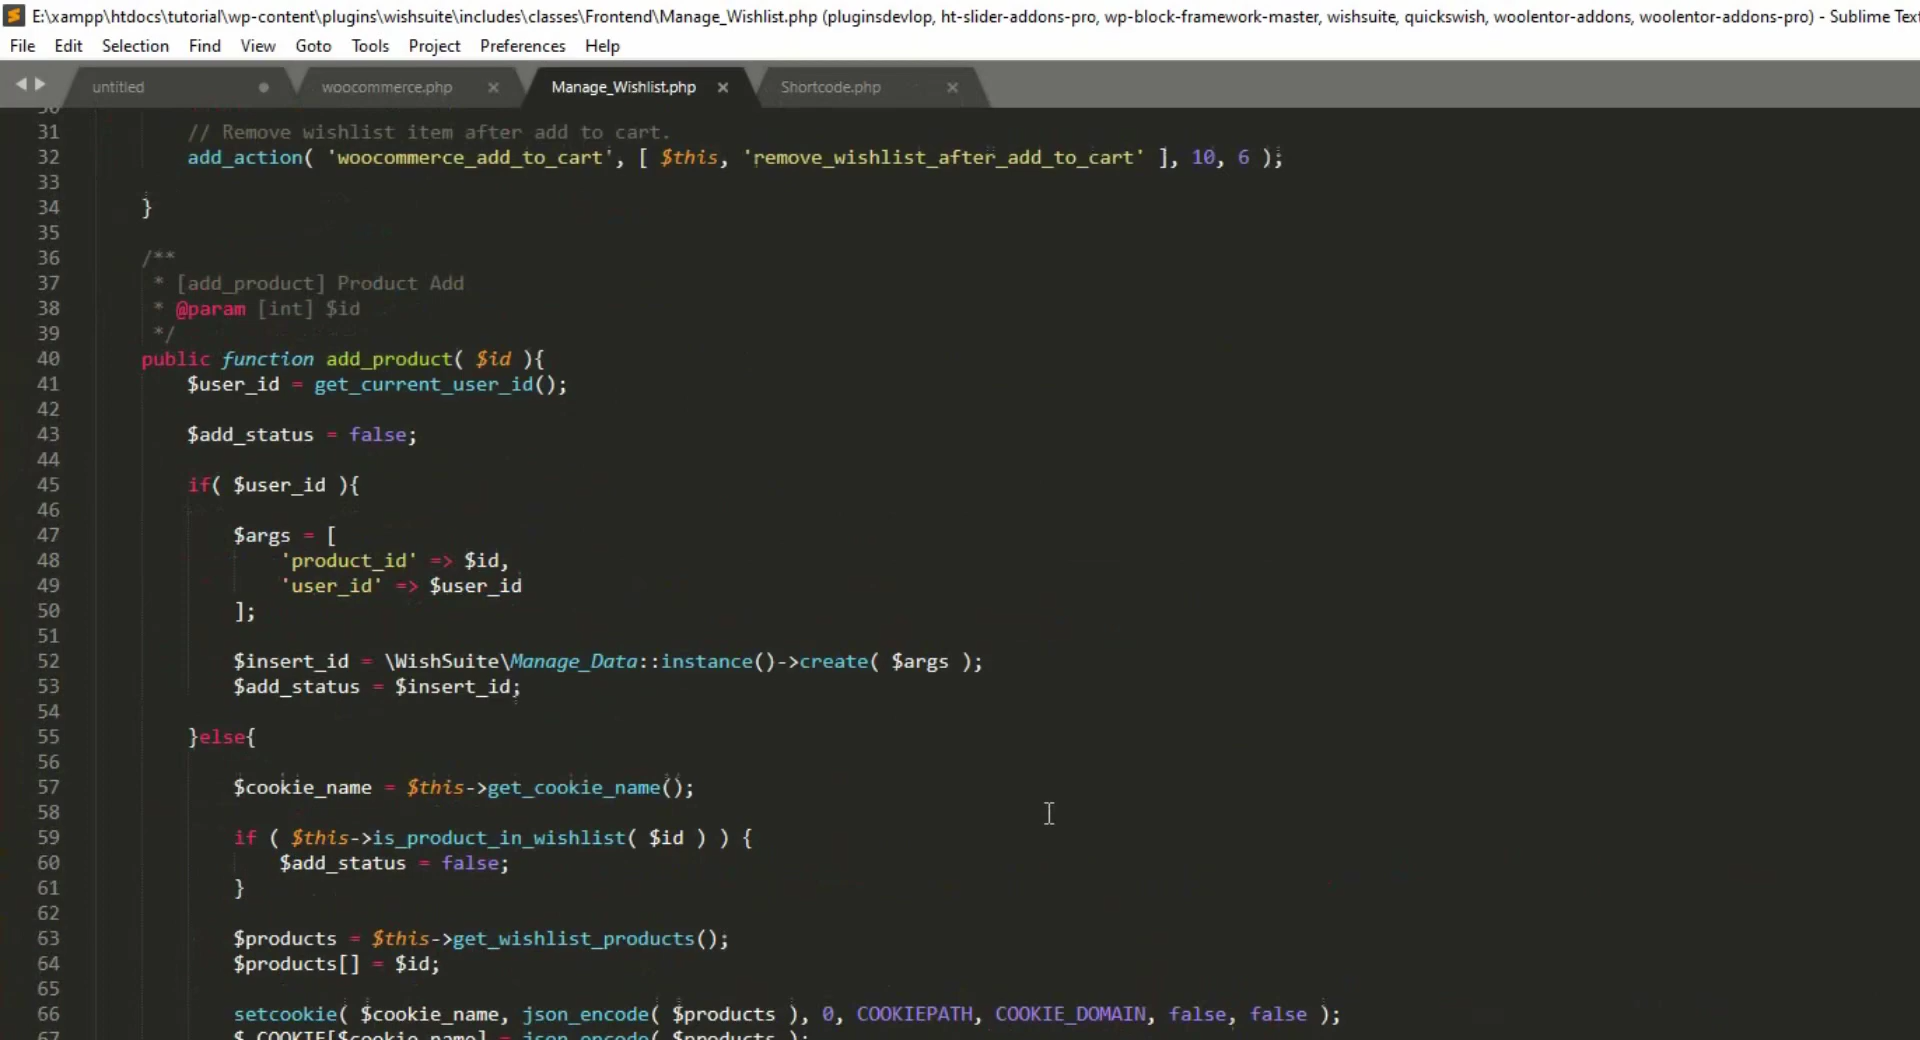 E:\xampp\htdocs\tutorial\wp-content\plugins\wishsuite\includes\classes\Frontend\Manage_Wishlist.php (pluginsdevlop, ht-slider-addons-pro, wp-block-framework-master, wishsuite, quickswish, woolentor-addons, woolentor-addons-pro) - Sublime Text
File Edit Selection Find View Goto Tools Project Preferences Help
untitled woocommerce.php Manage_Wishlist.php Shortcode.php
30
31 // Remove wishlist item after add to cart.
32 add_action( 'woocommerce_add_to_cart', [ $this, 'remove_wishlist_after_add_to_cart' ], 10, 6 );
33
34 }
35
36 /**
37 * [add_product] Product Add
38 * @param [int] $id
39 */
40 public function add_product( $id ){
41 $user_id = get_current_user_id();
42
43 $add_status = false;
44
45 if( $user_id ){
46
47 $args = [
48 'product_id' => $id,
49 'user_id' => $user_id
50 ];
51
52 $insert_id = \WishSuite\Manage_Data::instance()->create( $args );
53 $add_status = $insert_id;
54
55 }else{
56
57 $cookie_name = $this->get_cookie_name();
58
59 if ( $this->is_product_in_wishlist( $id ) ) {
60 $add_status = false;
61 }
62
63 $products = $this->get_wishlist_products();
64 $products[] = $id;
65
66 setcookie( $cookie_name, json_encode( $products ), 0, COOKIEPATH, COOKIE_DOMAIN, false, false );
67 $_COOKIE[$cookie_name] = json_encode( $products );